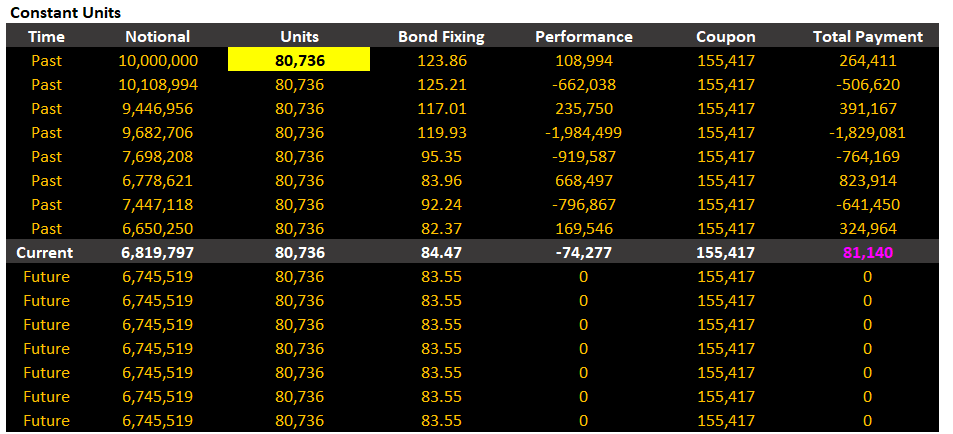 Constant Units
Time Notional Units Bond Fixing Performance Coupon Total Payment
Past 10,000,000 80,736 123.86 108,994 155,417 264,411
Past 10,108,994 80,736 125.21 -662,038 155,417 -506,620
Past 9,446,956 80,736 117.01 235,750 155,417 391,167
Past 9,682,706 80,736 119.93 -1,984,499 155,417 -1,829,081
Past 7,698,208 80,736 95.35 -919,587 155,417 -764,169
Past 6,778,621 80,736 83.96 668,497 155,417 823,914
Past 7,447,118 80,736 92.24 -796,867 155,417 -641,450
Past 6,650,250 80,736 82.37 169,546 155,417 324,964
Current 6,819,797 80,736 84.47 -74,277 155,417 81,140
Future 6,745,519 80,736 83.55 0 155,417 0
Future 6,745,519 80,736 83.55 0 155,417 0
Future 6,745,519 80,736 83.55 0 155,417 0
Future 6,745,519 80,736 83.55 0 155,417 0
Future 6,745,519 80,736 83.55 0 155,417 0
Future 6,745,519 80,736 83.55 0 155,417 0
Future 6,745,519 80,736 83.55 0 155,417 0